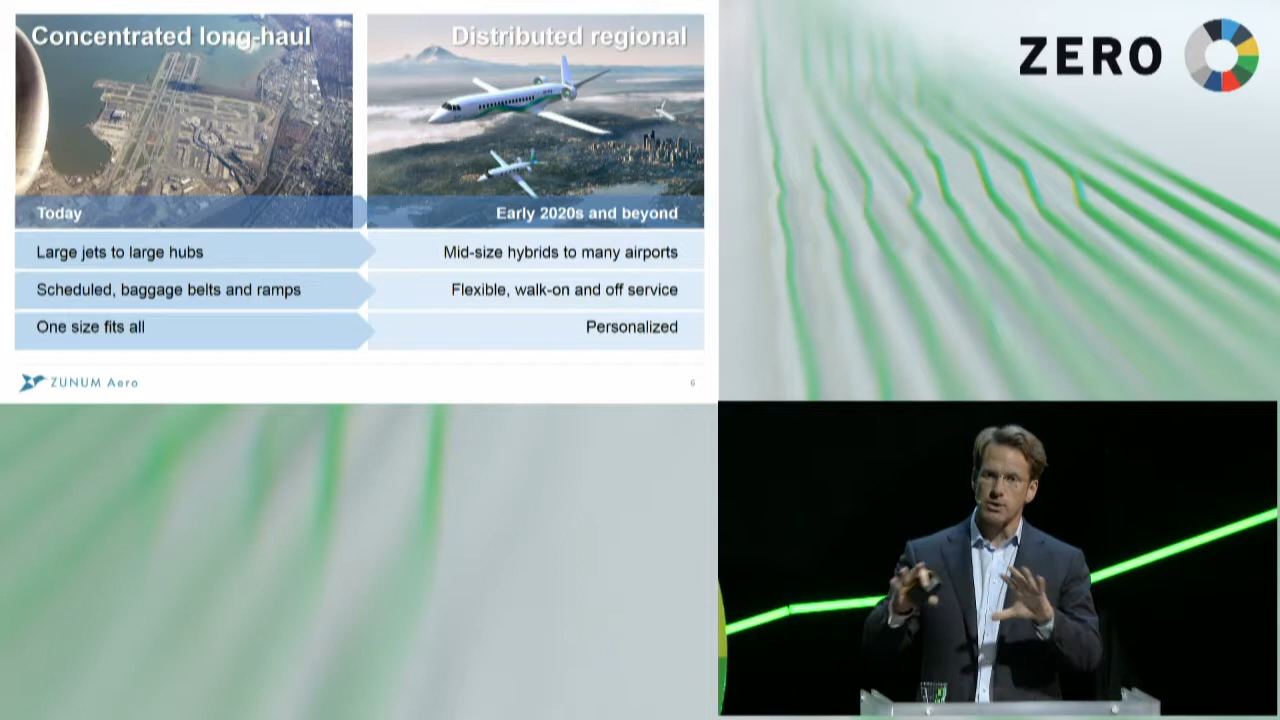 Concentrated long-haul
Distributed regional
ZERO
Today
Early 2020s and beyond
Large jets to large hubs
Mid-size hybrids to many airports
Scheduled, baggage belts and ramps
Flexible, walk-on and off service
One size fits all
Personalized
ZUNUM Aero
6